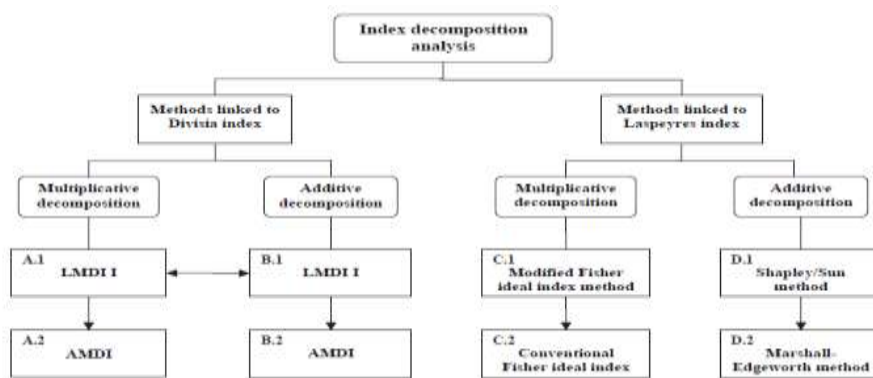 Index decomposition
analysis
Methods linked to
Divisia index
Methods linked to
Laspeyres index
Multiplicative
decomposition
Additive
decomposition
Multiplicative
decomposition
Additive
decomposition
A.1
LMDI I
B.1
LMDI I
C.1
Modified Fisher
ideal index method
D.1
Shapley/Sun
method
A.2
AMDI
B.2
AMDI
C.2
Conventional
Fisher ideal index
D.2
Marshall-
Edgeworth method